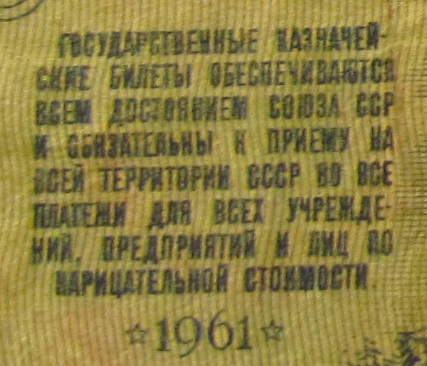 ГОСУДАРСТВЕННЫЕ КАЗНАЧЕЙ-
СКИЕ БИЛЕТЫ ОБЕСПЕЧИВАЮТСЯ
ВСЕМ ДОСТОЯНИЕМ СОЮЗА ССР
И ОБЯЗАТЕЛЬНЫ К ПРИЕМУ НА
ВСЕЙ ТЕРРИТОРИИ СССР ВО ВСЕ
ПЛАТЕЖИ ДЛЯ ВСЕХ УЧРЕЖДЕ-
НИЙ, ПРЕДПРИЯТИЙ И ЛИЦ ПО
НАРИЦАТЕЛЬНОЙ СТОИМОСТИ.
☆1961☆